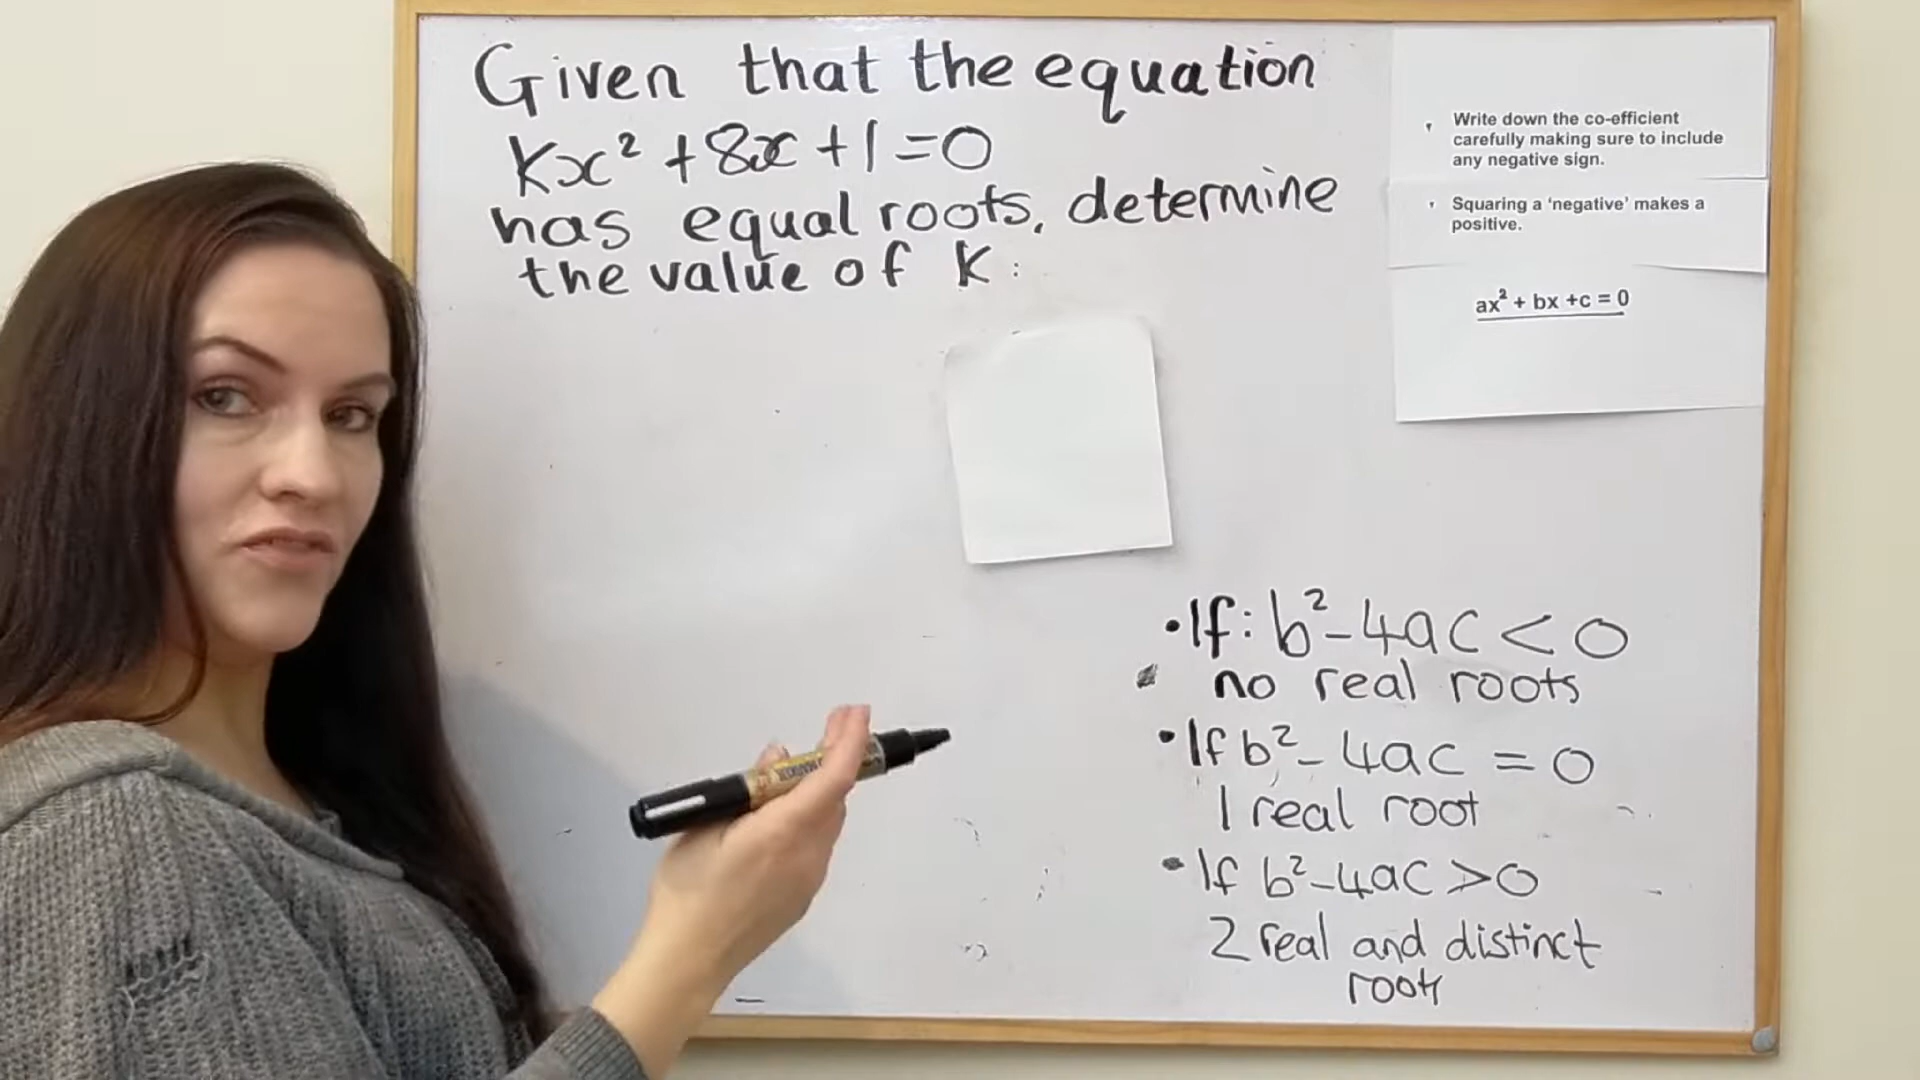 Given that the equation
kx² + 8x + 1 = 0
has equal roots, determine
the value of k :
Write down the co-efficient
carefully making sure to include
any negative sign.
Squaring a 'negative' makes a
positive.
ax² + bx +c = 0
• If: b² - 4ac < 0
no real roots
• If b² - 4ac = 0
1 real root
• If b² - 4ac > 0
2 real and distinct
roots